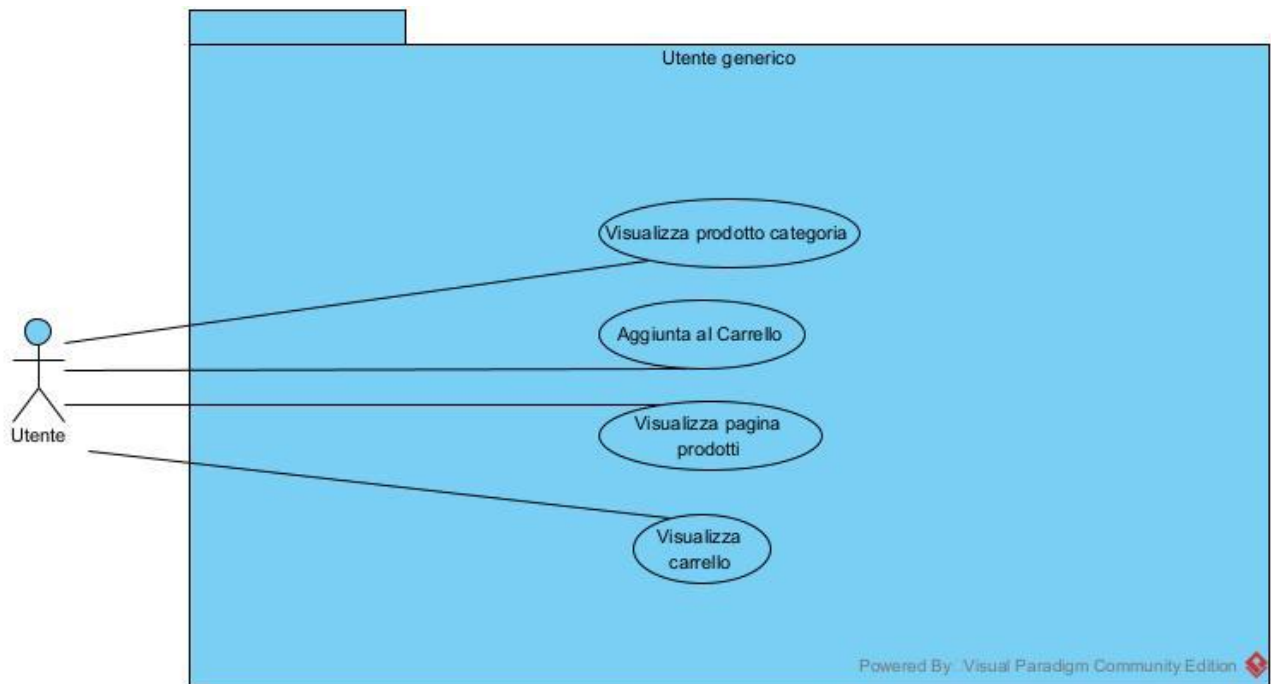 Utente generico
Visualizza prodotto categoria
Aggiunta al Carrello
Visualizza pagina
prodotti
Utente
Visualizza
carrello
Powered By Visual Paradigm Community Edition